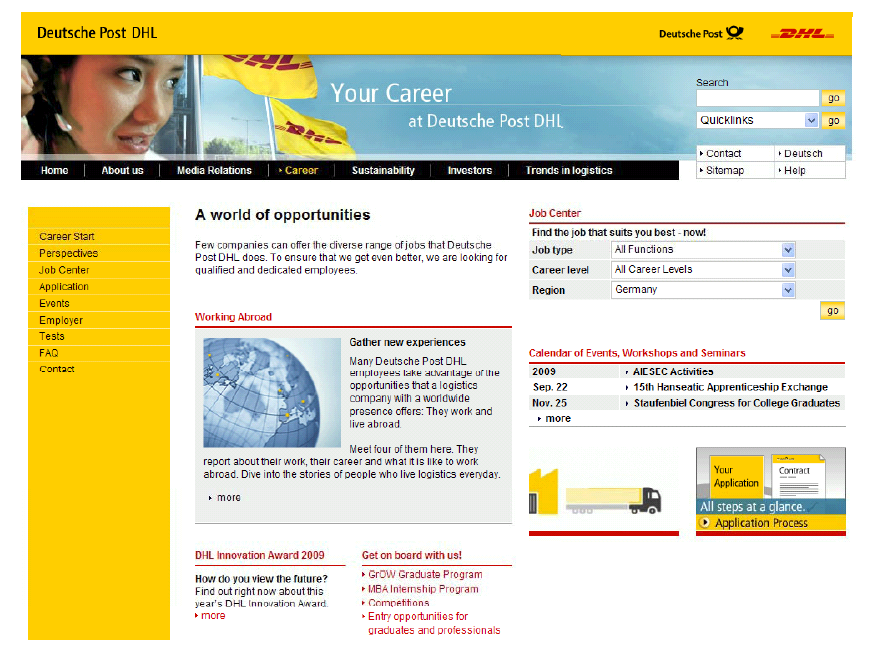 Deutsche Post DHL
Deutsche Post
DHL
DHL
DHL
Your Career
at Deutsche Post DHL
Search
go
Quicklinks
go
Contact
Deutsch
Sitemap
Help
Home
About us
Media Relations
Career
Sustainability
Investors
Trends in logistics
Career Start
Perspectives
Job Center
Application
Events
Employer
Tests
FAQ
Contact
A world of opportunities
Few companies can offer the diverse range of jobs that Deutsche
Post DHL does. To ensure that we get even better, we are looking for
qualified and dedicated employees.
Working Abroad
Gather new experiences
Many Deutsche Post DHL
employees take advantage of the
opportunities that a logistics
company with a worldwide
presence offers: They work and
live abroad.
Meet four of them here. They
report about their work, their career and what it is like to work
abroad. Dive into the stories of people who live logistics everyday.
more
DHL Innovation Award 2009
How do you view the future?
Find out right now about this
year's DHL Innovation Award.
more
Get on board with us!
GrOW Graduate Program
MBA Internship Program
Competitions
Entry opportunities for
graduates and professionals
Job Center
Find the job that suits you best - now!
Job type All Functions
Career level All Career Levels
Region Germany
go
Calendar of Events, Workshops and Seminars
2009 AIESEC Activities
Sep. 22 15th Hanseatic Apprenticeship Exchange
Nov. 25 Staufenbiel Congress for College Graduates
more
Your
Application
Contract
All steps at a glance.
Application Process